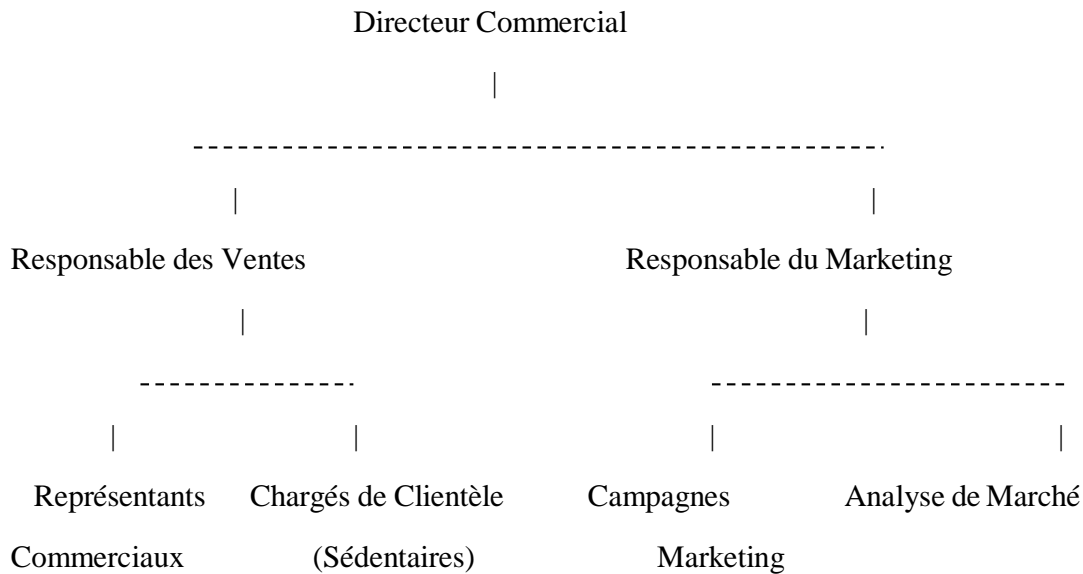 Directeur Commercial
|
------------------------------------------------
| |
Responsable des Ventes Responsable du Marketing
| |
---------------- -------------------------
| | | |
Représentants Chargés de Clientèle Campagnes Analyse de Marché
Commerciaux (Sédentaires) Marketing